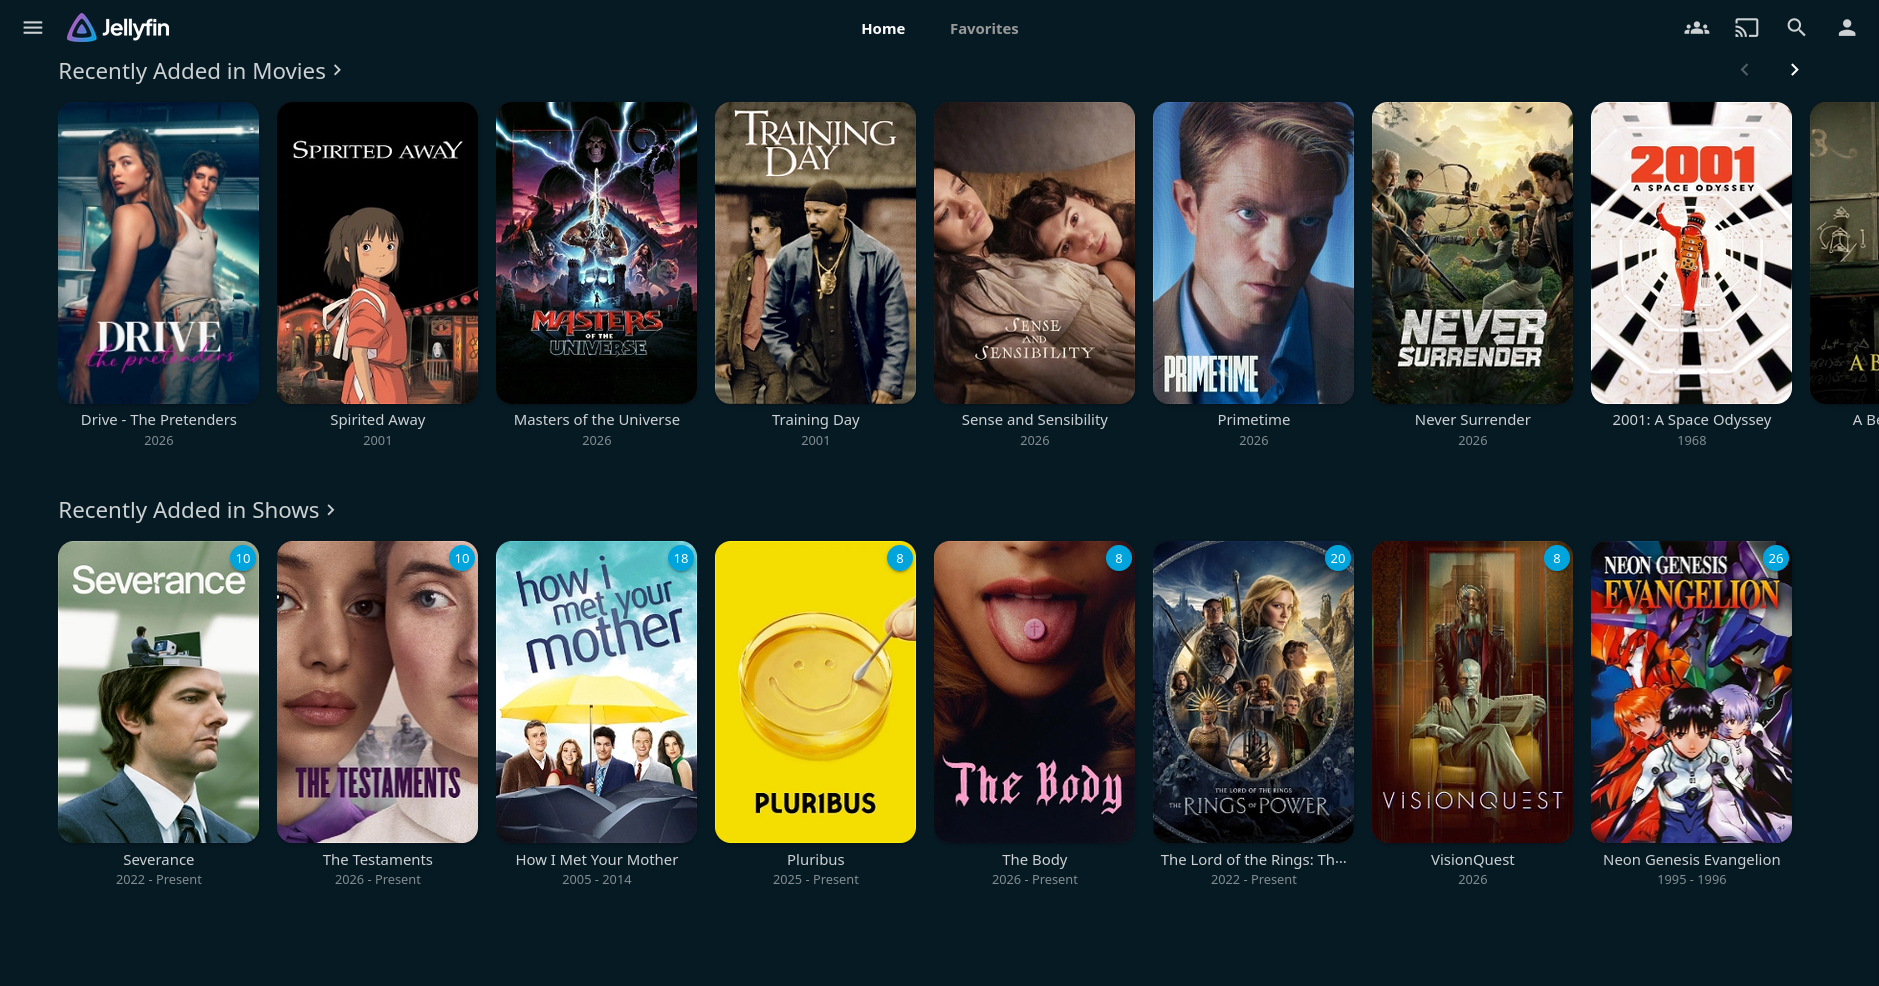 Jellyfin
Home
Favorites
Recently Added in Movies
DRIVE
the pretenders
SPIRITED AWAY
MASTERS
OF THE
UNIVERSE
TRAINING
DAY
SENSE
AND
SENSIBILITY
PRIMETIME
NEVER
SURRENDER
2001
A SPACE ODYSSEY
A B
Drive - The Pretenders
2026
Spirited Away
2001
Masters of the Universe
2026
Training Day
2001
Sense and Sensibility
2026
Primetime
2026
Never Surrender
2026
2001: A Space Odyssey
1968
A Be
Recently Added in Shows
10
Severance
10
THE TESTAMENTS
18
how i
met your
mother
8
PLUR1BUS
8
The Body
20
THE LORD OF THE RINGS
THE RINGS OF POWER
8
VISIONQUEST
26
NEON GENESIS
EVANGELION
Severance
2022 - Present
The Testaments
2026 - Present
How I Met Your Mother
2005 - 2014
Pluribus
2025 - Present
The Body
2026 - Present
The Lord of the Rings: Th...
2022 - Present
VisionQuest
2026
Neon Genesis Evangelion
1995 - 1996